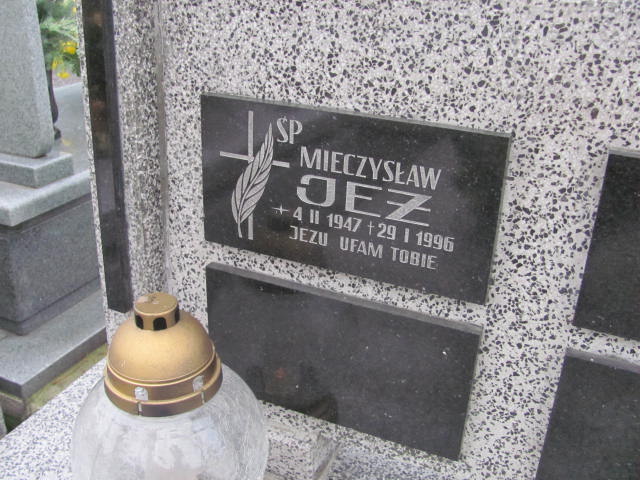 ŚP
MIECZYSŁAW
JEŻ
+ 4 II 1947 + 29 I 1996
JEZU UFAM TOBIE